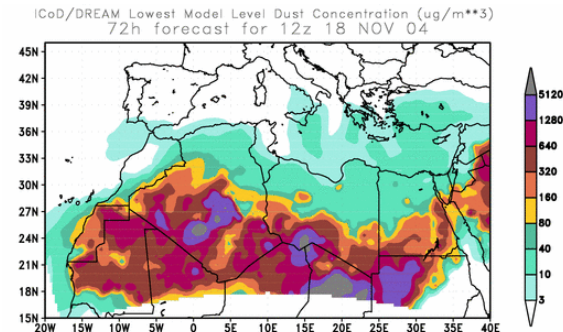 ICoD/DREAM Lowest Model Level Dust Concentration (ug/m**3)
72h forecast for 12z 18 NOV 04
45N
42N
39N
36N
33N
30N
27N
24N
21N
18N
15N
20W 15W 10W 5W 0 5E 10E 15E 20E 25E 30E 35E 40E
5120
1280
640
320
160
80
40
10
3